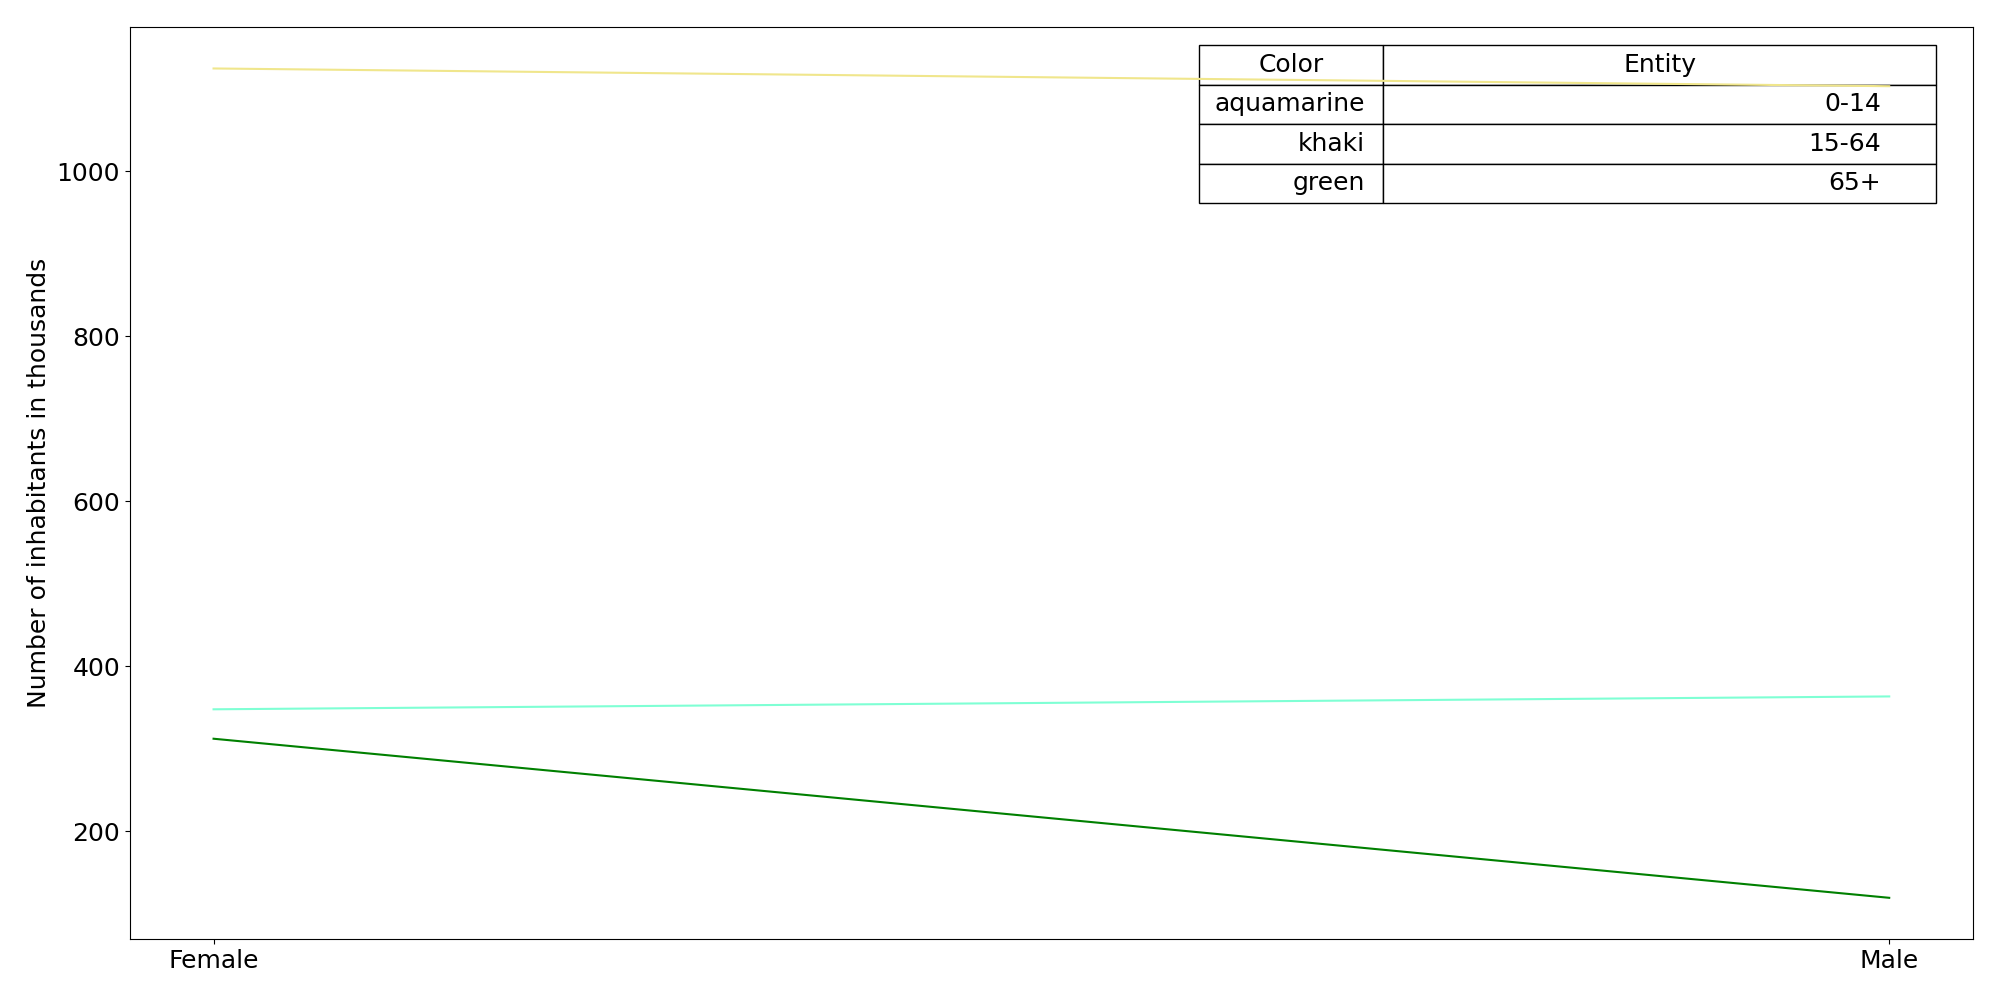 Color Entity
aquamarine 0-14
khaki 15-64
green 65+
1000
800
600
400
200
Number of inhabitants in thousands
Female Male